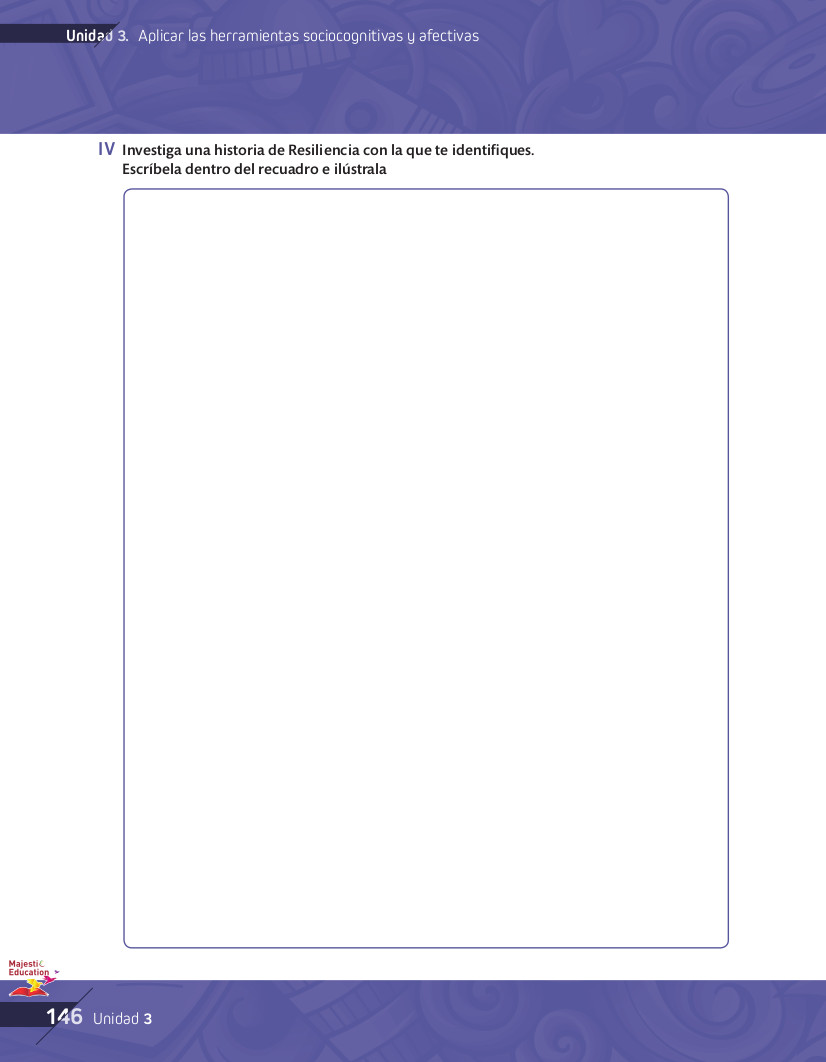 Unidad 3. Aplicar las herramientas sociocognitivas y afectivas
IV Investiga una historia de Resiliencia con la que te identifiques.
Escríbela dentro del recuadro e ilústrala
Majestic
Education
146 Unidad 3